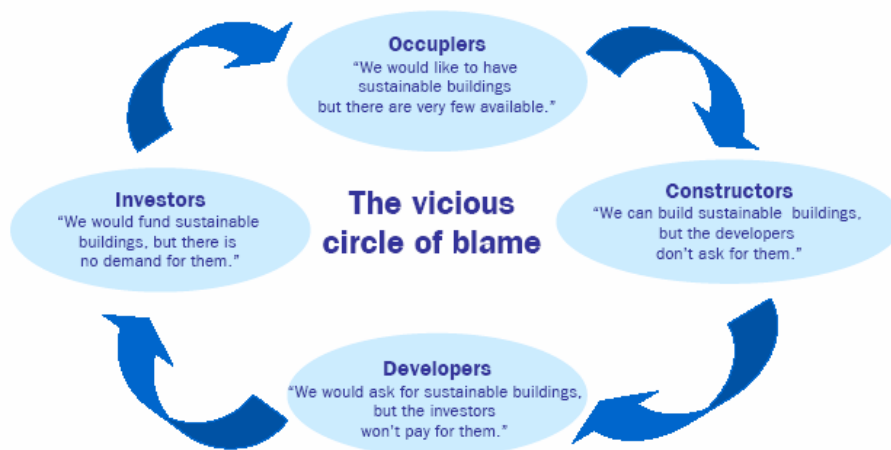 Occupiers
“We would like to have
sustainable buildings
but there are very few available.”
Investors
“We would fund sustainable
buildings, but there is
no demand for them.”
The vicious
circle of blame
Constructors
“We can build sustainable buildings,
but the developers
don’t ask for them.”
Developers
“We would ask for sustainable buildings,
but the investors
won’t pay for them.”